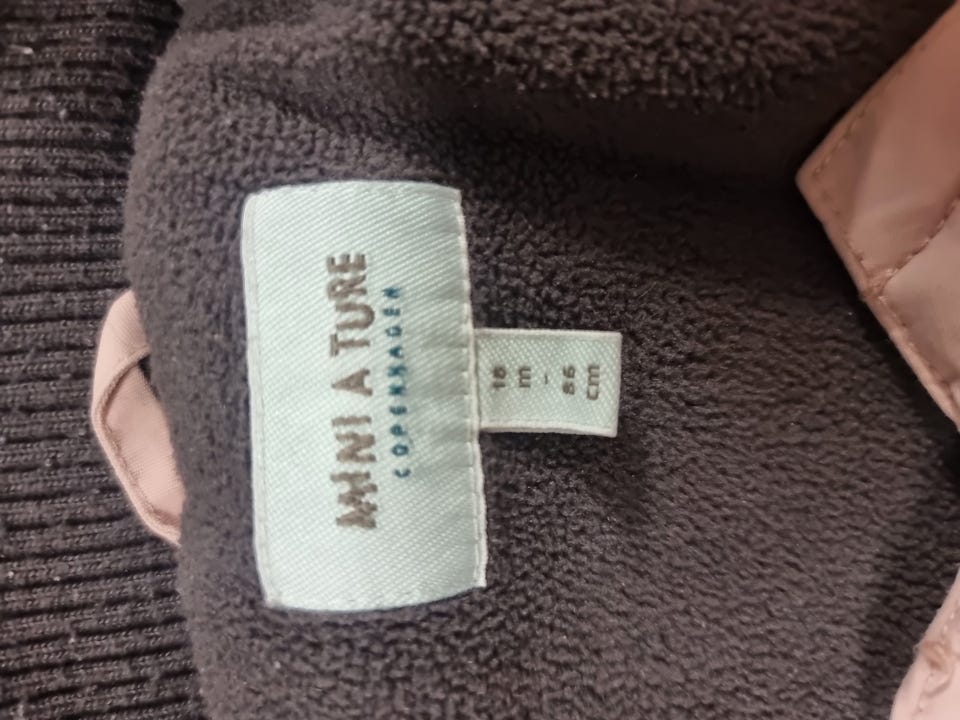 MINI A TURE
COPENHAGEN
18
m
-
86
cm